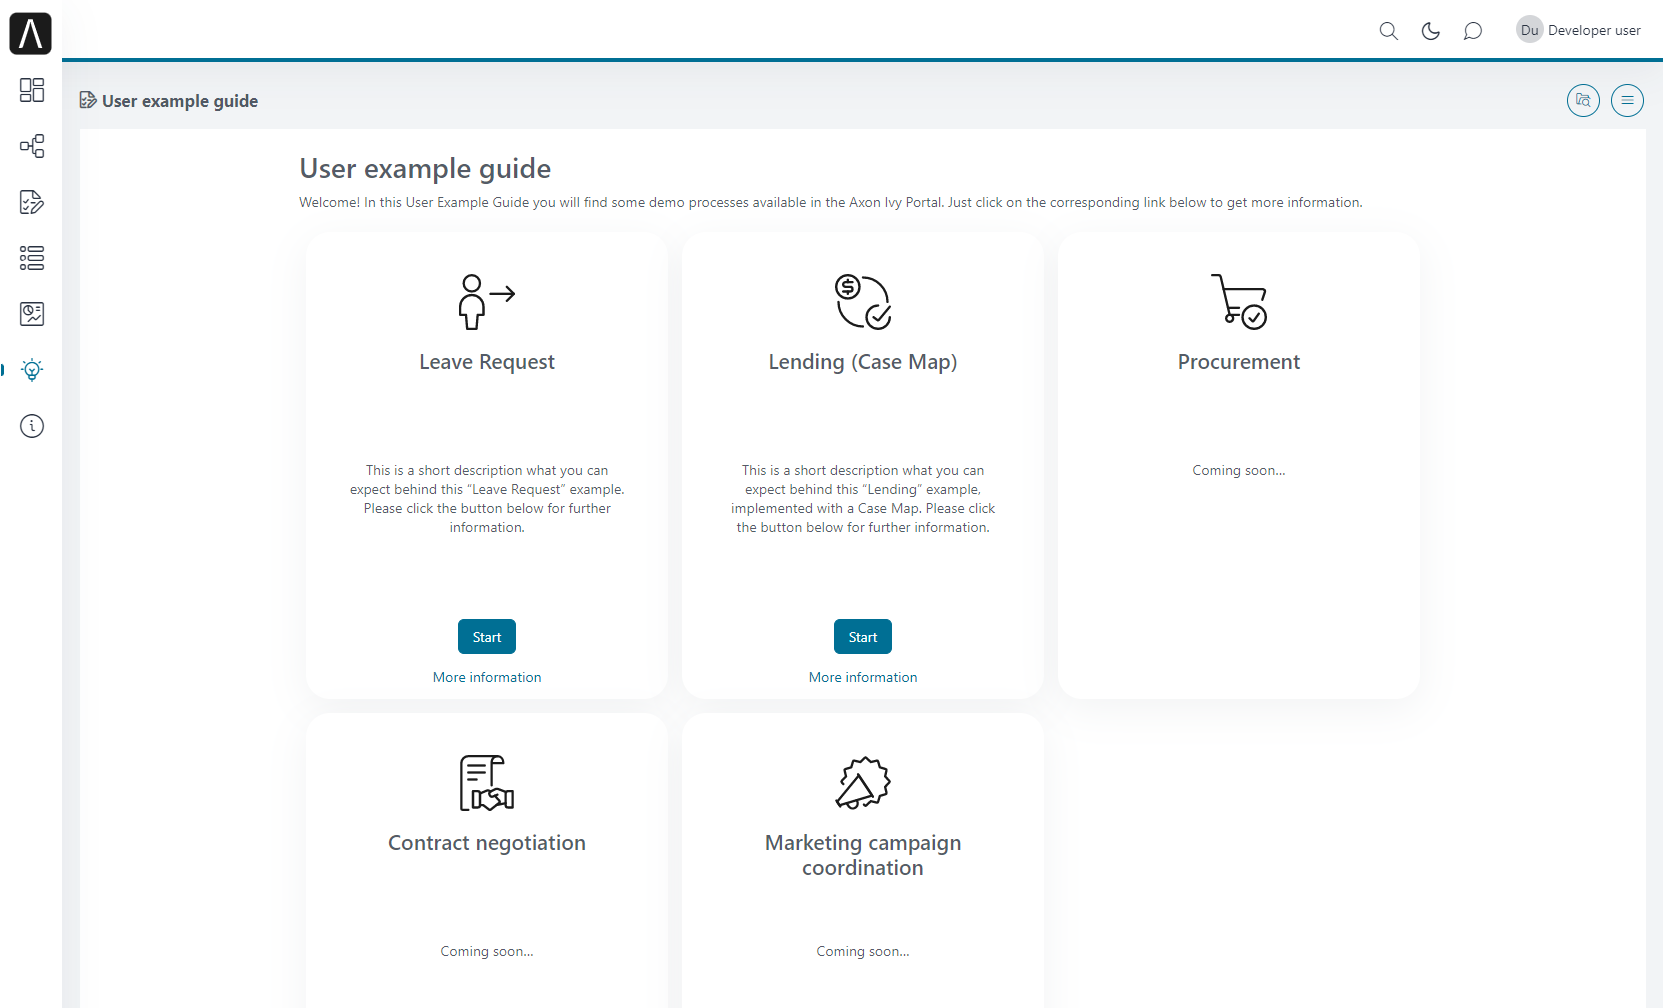 Du Developer user
User example guide
User example guide
Welcome! In this User Example Guide you will find some demo processes available in the Axon Ivy Portal. Just click on the corresponding link below to get more information.
Leave Request
This is a short description what you can
expect behind this “Leave Request” example.
Please click the button below for further
information.
Start
More information
Lending (Case Map)
This is a short description what you can
expect behind this “Lending” example,
implemented with a Case Map. Please click
the button below for further information.
Start
More information
Procurement
Coming soon...
Contract negotiation
Coming soon...
Marketing campaign
coordination
Coming soon...